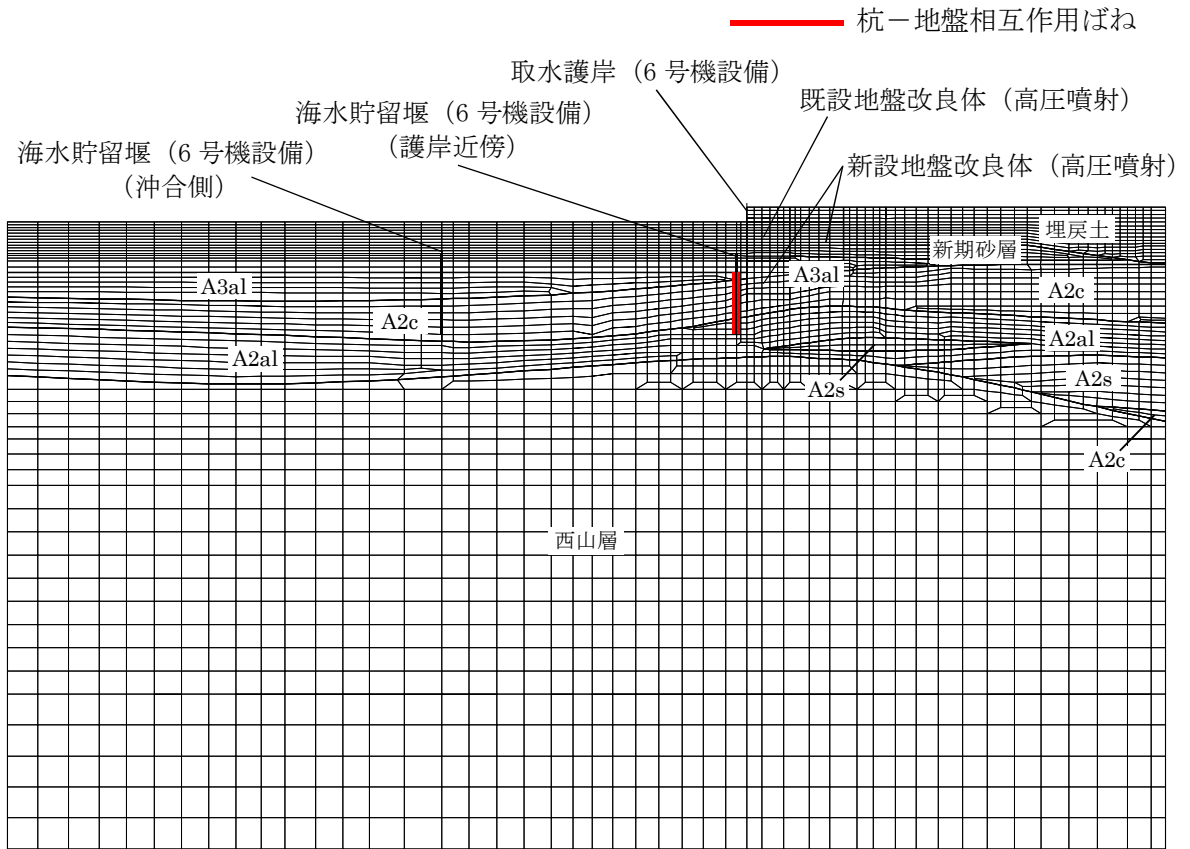 杭－地盤相互作用ばね
取水護岸（6 号機設備）
既設地盤改良体（高圧噴射）
海水貯留堰（6 号機設備）
（護岸近傍）
海水貯留堰（6 号機設備）
（沖合側）
新設地盤改良体（高圧噴射）
埋戻土
新期砂層
A3al
A3al
A2c
A2c
A2al
A2al
A2s
A2s
A2c
西山層